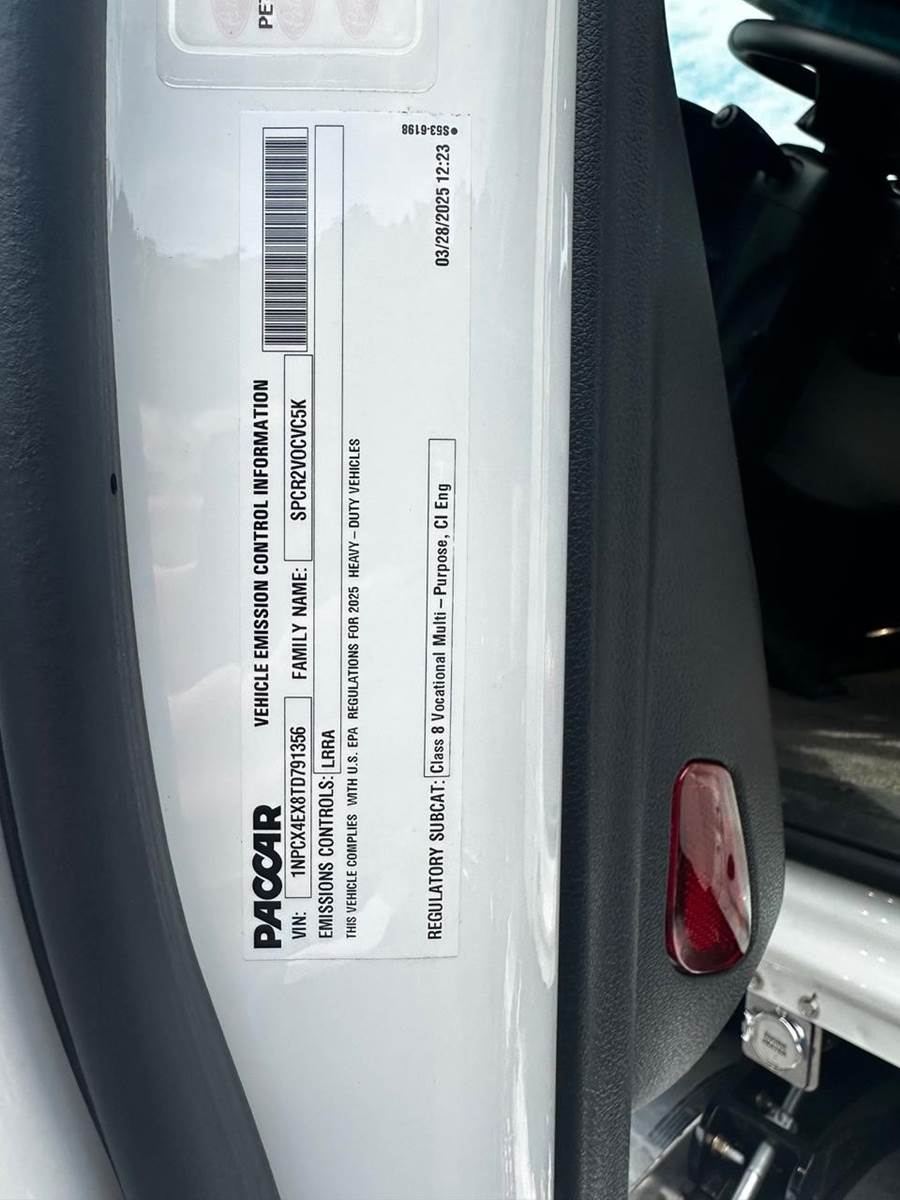 PACCAR
VEHICLE EMISSION CONTROL INFORMATION
VIN: 1NPCX4EX8TD791356 FAMILY NAME: SPCR2VOCVC5K
EMISSIONS CONTROLS: LRRA
THIS VEHICLE COMPLIES WITH U.S. EPA REGULATIONS FOR 2025 HEAVY – DUTY VEHICLES
S53-6198
REGULATORY SUBCAT: Class 8 Vocational Multi – Purpose, CI Eng
03/28/2025 12:23
ENGINE HEATER